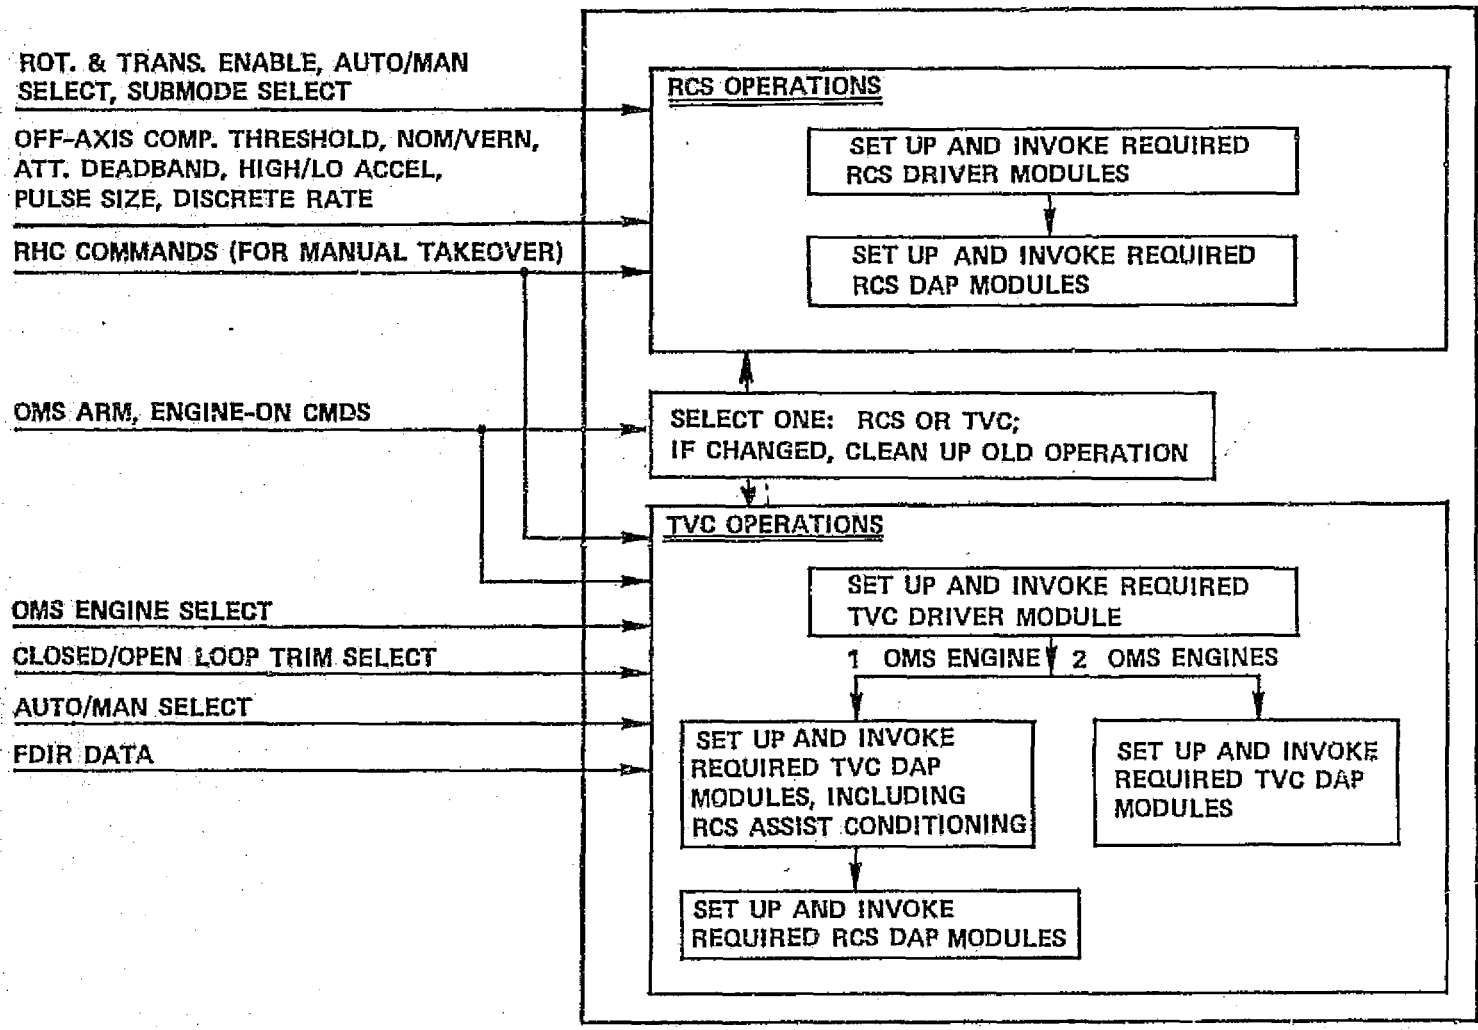 ROT. & TRANS. ENABLE, AUTO/MAN
SELECT, SUBMODE SELECT
OFF-AXIS COMP. THRESHOLD, NOM/VERN,
ATT. DEADBAND, HIGH/LO ACCEL,
PULSE SIZE, DISCRETE RATE
RHC COMMANDS (FOR MANUAL TAKEOVER)
OMS ARM, ENGINE-ON CMDS
OMS ENGINE SELECT
CLOSED/OPEN LOOP TRIM SELECT
AUTO/MAN SELECT
FDIR DATA
RCS OPERATIONS
SET UP AND INVOKE REQUIRED
RCS DRIVER MODULES
SET UP AND INVOKE REQUIRED
RCS DAP MODULES
SELECT ONE: RCS OR TVC;
IF CHANGED, CLEAN UP OLD OPERATION
TVC OPERATIONS
SET UP AND INVOKE REQUIRED
TVC DRIVER MODULE
1 OMS ENGINE
2 OMS ENGINES
SET UP AND INVOKE
REQUIRED TVC DAP
MODULES, INCLUDING
RCS ASSIST CONDITIONING
SET UP AND INVOKE
REQUIRED TVC DAP
MODULES
SET UP AND INVOKE
REQUIRED RCS DAP MODULES